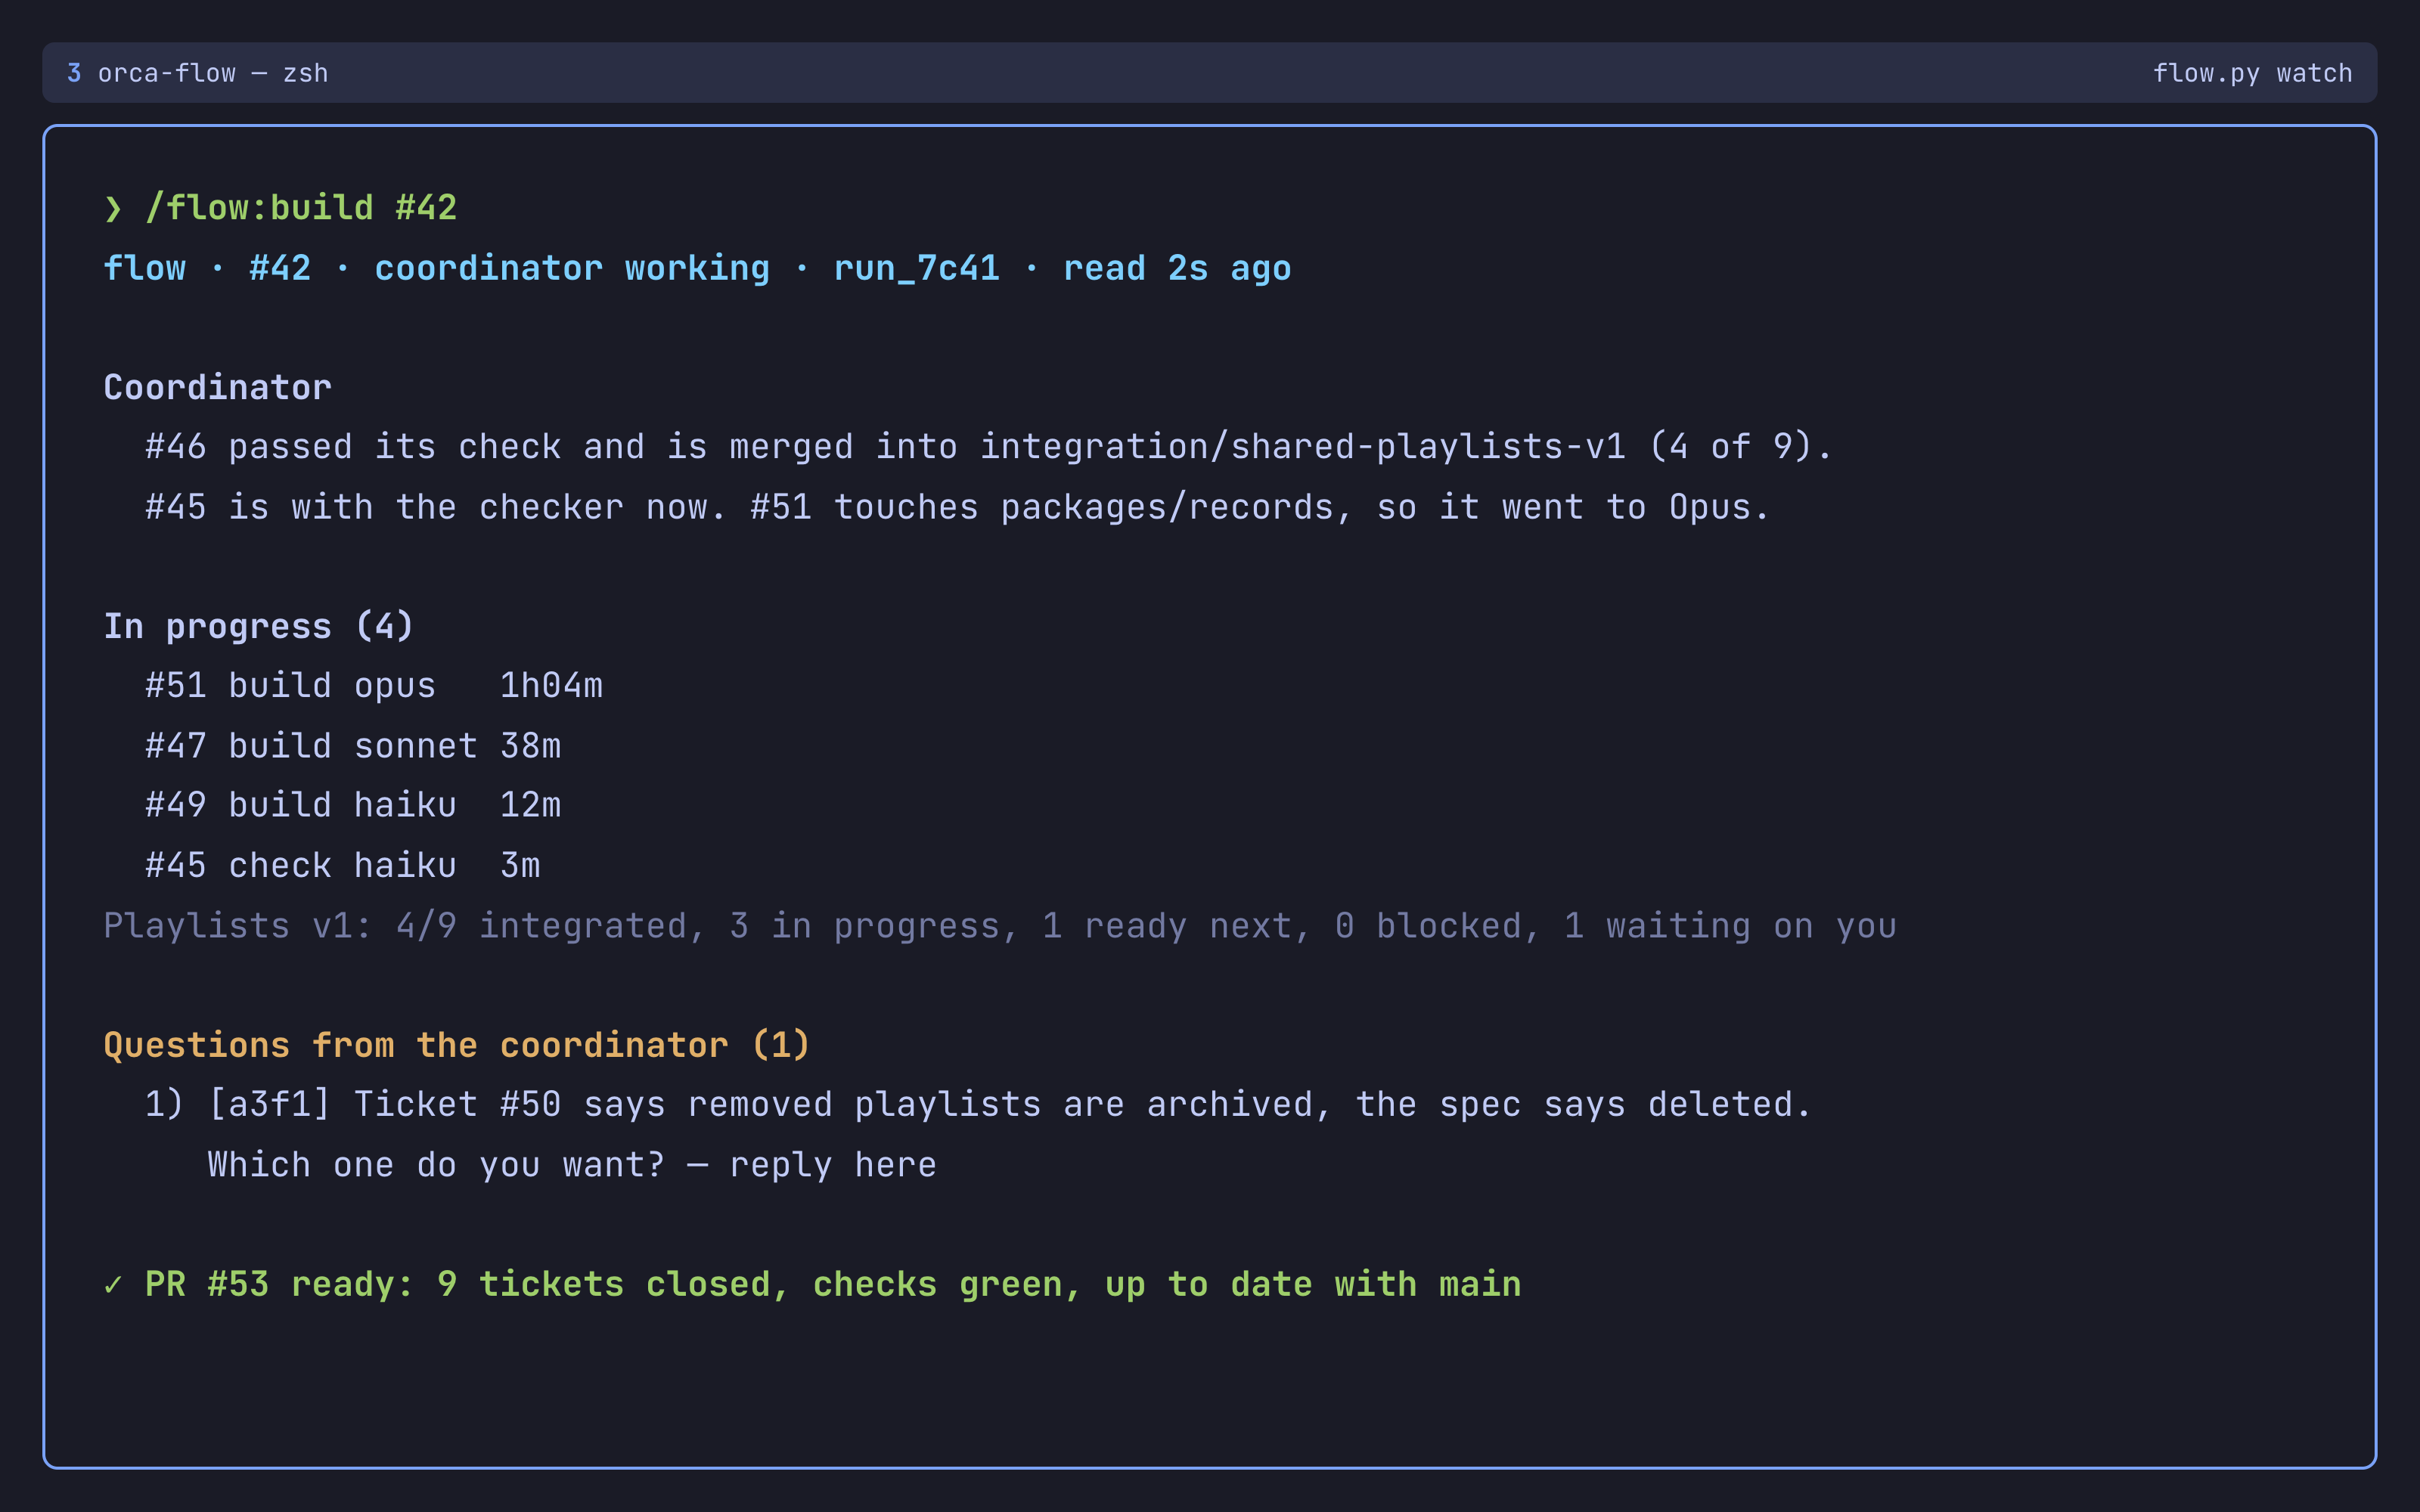 3 orca-flow — zsh
flow.py watch
❯ /flow:build #42
flow · #42 · coordinator working · run_7c41 · read 2s ago
Coordinator
#46 passed its check and is merged into integration/shared-playlists-v1 (4 of 9).
#45 is with the checker now. #51 touches packages/records, so it went to Opus.
In progress (4)
#51 build opus   1h04m
#47 build sonnet 38m
#49 build haiku  12m
#45 check haiku  3m
Playlists v1: 4/9 integrated, 3 in progress, 1 ready next, 0 blocked, 1 waiting on you
Questions from the coordinator (1)
1) [a3f1] Ticket #50 says removed playlists are archived, the spec says deleted.
Which one do you want? — reply here
✓ PR #53 ready: 9 tickets closed, checks green, up to date with main